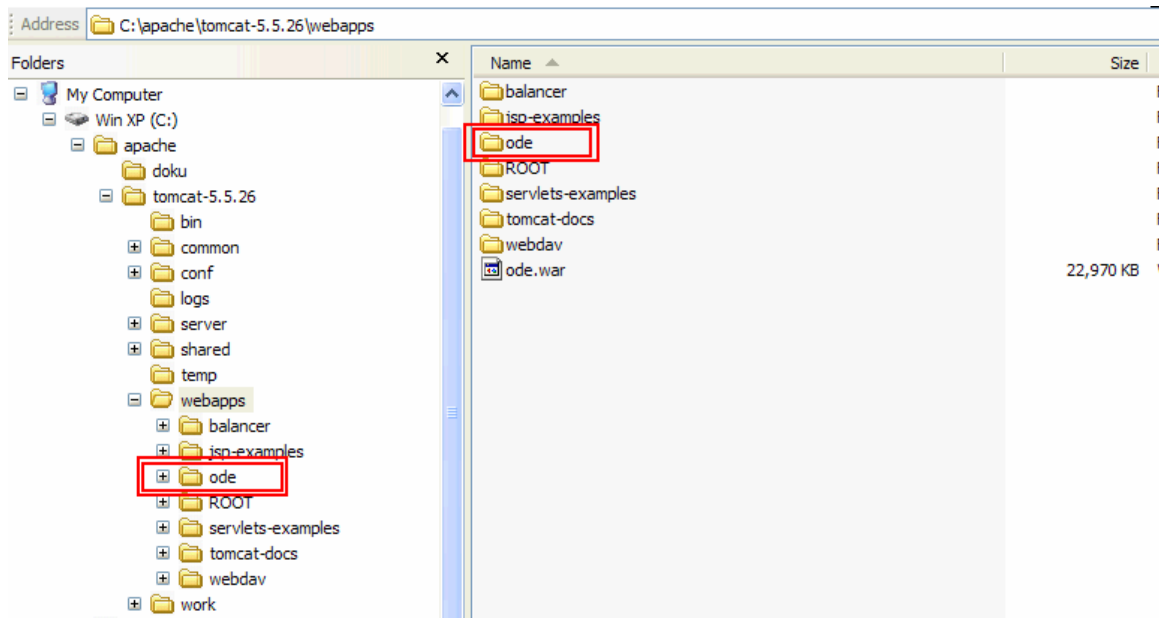 Address C:\apache\tomcat-5.5.26\webapps
Folders
My Computer
Win XP (C:)
apache
doku
tomcat-5.5.26
bin
common
conf
logs
server
shared
temp
webapps
balancer
jsp-examples
ode
ROOT
servlets-examples
tomcat-docs
webdav
work
Name Size
balancer
jsp-examples
ode
ROOT
servlets-examples
tomcat-docs
webdav
ode.war 22,970 KB